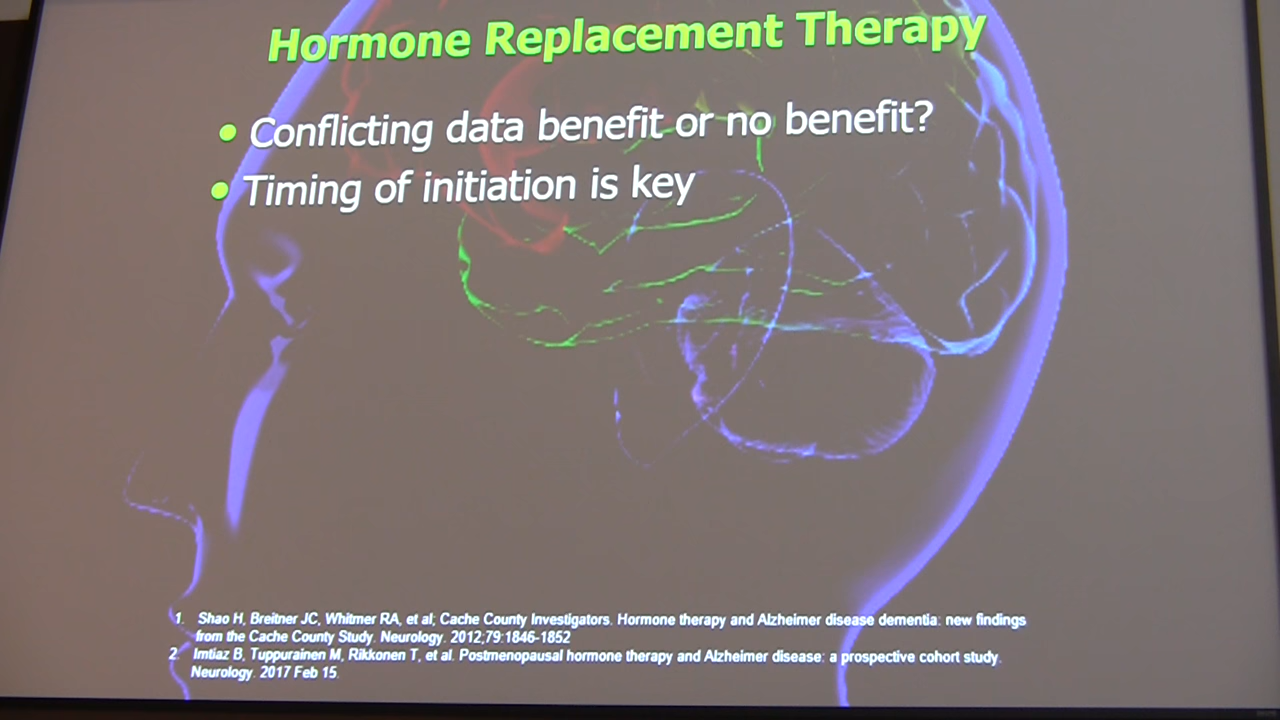 Hormone Replacement Therapy
• Conflicting data benefit or no benefit?
• Timing of initiation is key
1. Shao H, Breitner JC, Whitmer RA, et al; Cache County Investigators. Hormone therapy and Alzheimer disease dementia: new findings
from the Cache County Study. Neurology. 2012;79:1846-1852
2. Imtiaz B, Tuppurainen M, Rikkonen T, et al. Postmenopausal hormone therapy and Alzheimer disease: a prospective cohort study.
Neurology. 2017 Feb 15.